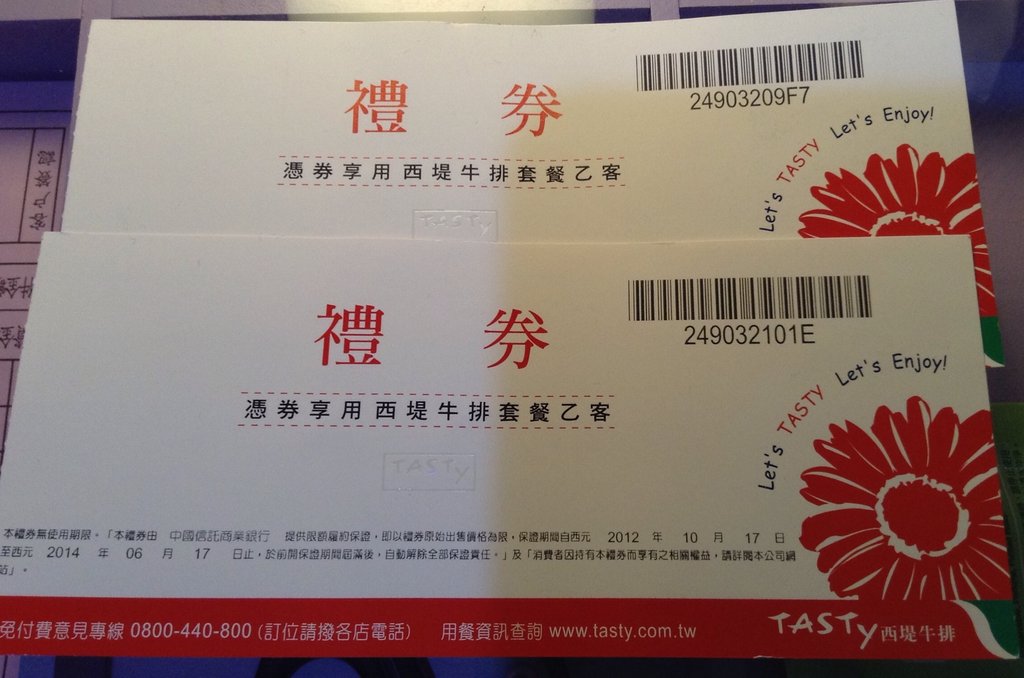 禮 券
24903209F7
憑券享用西堤牛排套餐乙客
Let's TASTy Let's Enjoy!
TASTy
禮 券
249032101E
憑券享用西堤牛排套餐乙客
Let's TASTy Let's Enjoy!
TASTy
本禮券無使用期限。「本禮券由 中國信託商業銀行 提供限額履約保證，即以禮券原始出售價格為限，保證期間自西元 2012 年 10 月 17 日
至西元 2014 年 06 月 17 日止，於前開保證期間屆滿後，自動解除全部保證責任。」及「消費者因持有本禮券而享有之相關權益，請詳閱本公司網
站」。
免付費意見專線 0800-440-800 (訂位請撥各店電話) 用餐資訊查詢 www.tasty.com.tw
TASTy 西堤牛排
客戶簽認